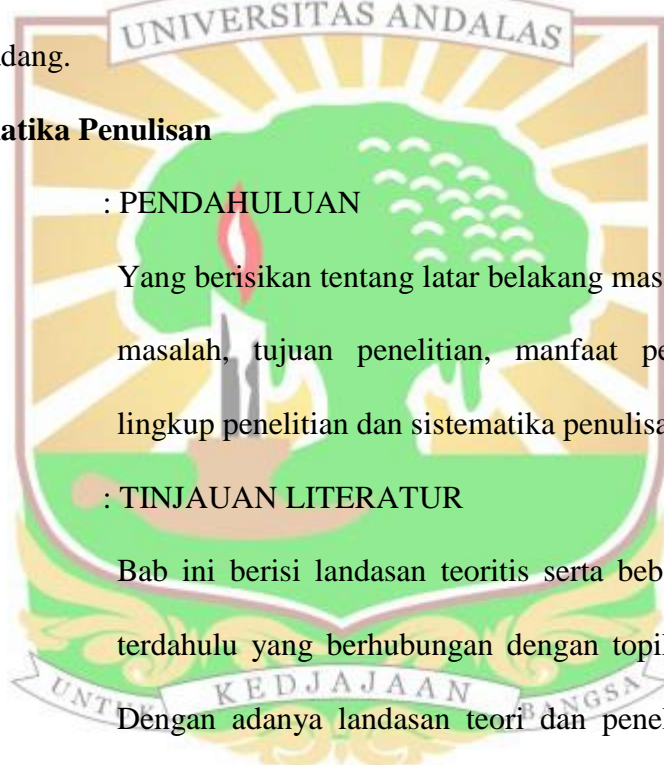 UNIVERSITAS ANDALAS
dang.
atika Penulisan
: PENDAHULUAN
Yang berisikan tentang latar belakang mas
masalah, tujuan penelitian, manfaat pe
lingkup penelitian dan sistematika penulisa
: TINJAUAN LITERATUR
Bab ini berisi landasan teoritis serta beb
terdahulu yang berhubungan dengan topi
UNTUK KEDJAJAAN BANGSA
Dengan adanya landasan teori dan penel